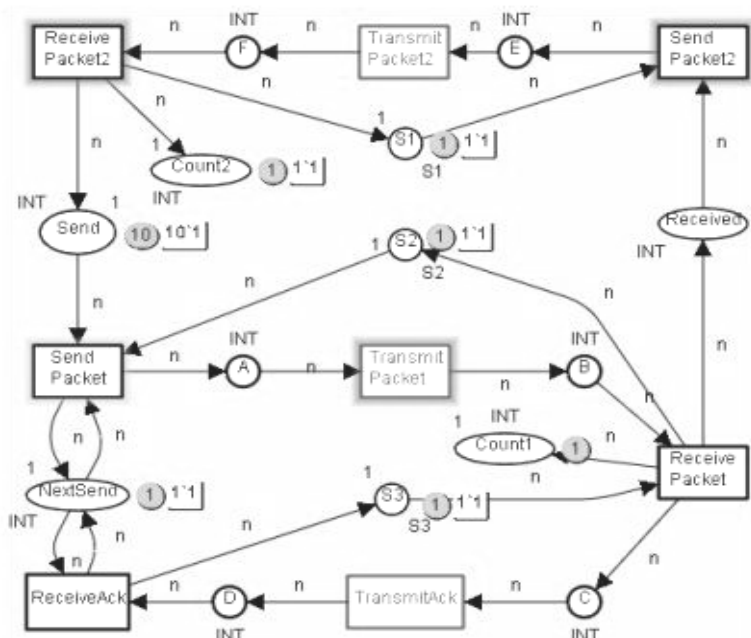 INT
INT
n
n
n
n
Receive
Packet2
F
Transmit
Packet2
E
Send
Packet2
n
n
n
n
n
1
S1
1
1`1
S1
1
Count2
1
1`1
INT
INT
1
Send
10
10`1
n
1
S2
1
1`1
S2
Received
INT
n
n
n
n
Send
Packet
n
INT
A
n
Transmit
Packet
n
INT
B
n
n
n
1
INT
Count1
1
n
Receive
Packet
1
NextSend
1
1`1
INT
1
S3
1
1`1
S3
n
n
n
n
n
ReceiveAck
n
D
INT
n
TransmitAck
n
C
INT